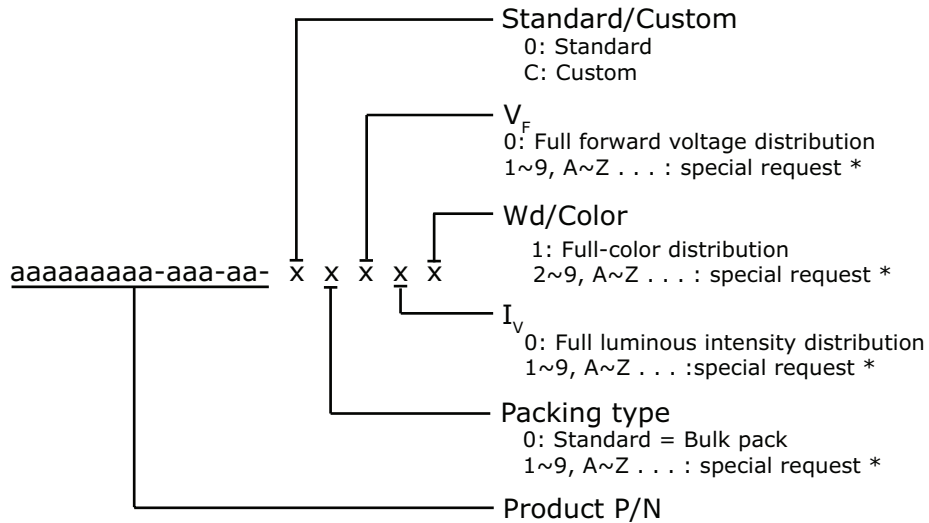 Standard/Custom
0: Standard
C: Custom
VF
0: Full forward voltage distribution
1~9, A~Z . . . : special request *
Wd/Color
1: Full-color distribution
2~9, A~Z . . . : special request *
aaaaaaaaa-aaa-aa- x x x x x
IV
0: Full luminous intensity distribution
1~9, A~Z . . . :special request *
Packing type
0: Standard = Bulk pack
1~9, A~Z . . . : special request *
Product P/N